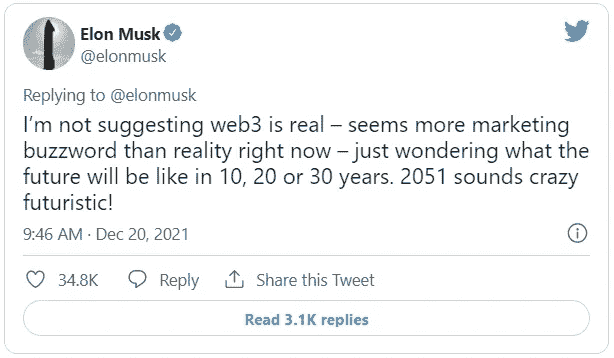 Elon Musk
@elonmusk
Replying to @elonmusk
I'm not suggesting web3 is real – seems more marketing
buzzword than reality right now – just wondering what the
future will be like in 10, 20 or 30 years. 2051 sounds crazy
futuristic!
9:46 AM · Dec 20, 2021
34.8K Reply Share this Tweet
Read 3.1K replies